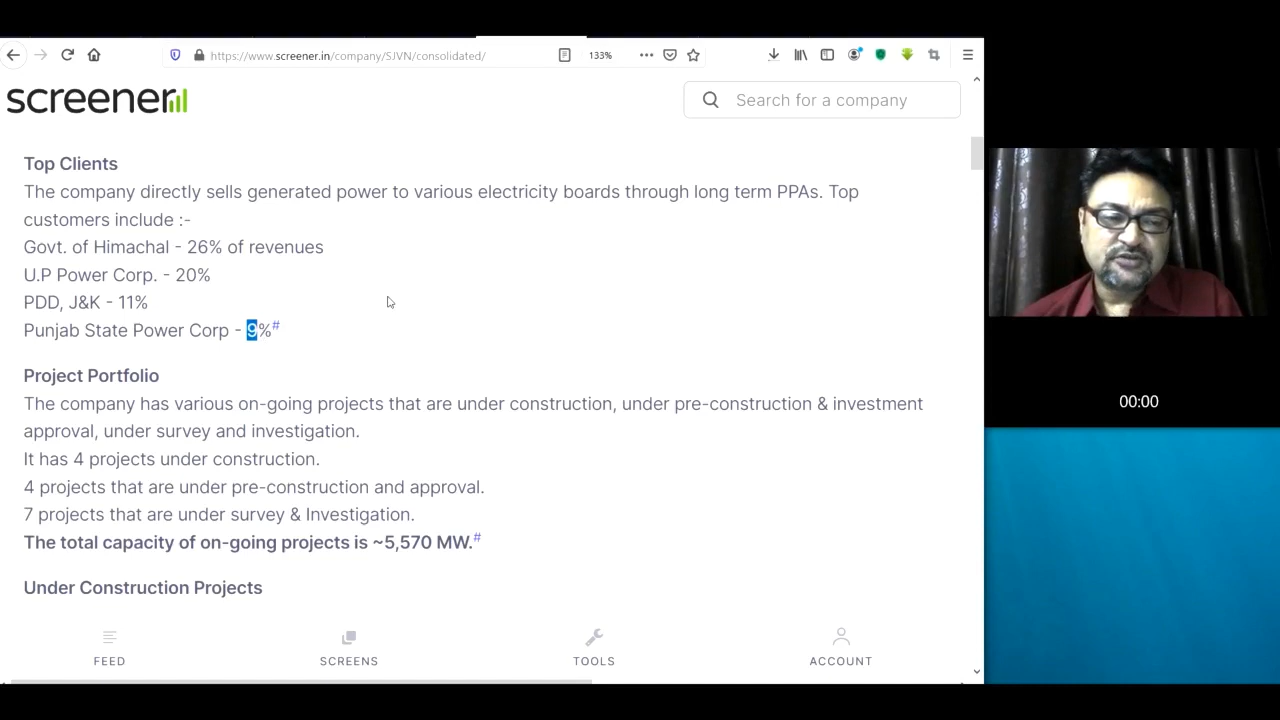 https://www.screener.in/company/SJVN/consolidated/
133%
screener
Search for a company
Top Clients
The company directly sells generated power to various electricity boards through long term PPAs. Top
customers include :-
Govt. of Himachal - 26% of revenues
U.P Power Corp. - 20%
PDD, J&K - 11%
Punjab State Power Corp - 9%#
Project Portfolio
The company has various on-going projects that are under construction, under pre-construction & investment
approval, under survey and investigation.
It has 4 projects under construction.
4 projects that are under pre-construction and approval.
7 projects that are under survey & Investigation.
The total capacity of on-going projects is ~5,570 MW.#
Under Construction Projects
FEED
SCREENS
TOOLS
ACCOUNT
00:00